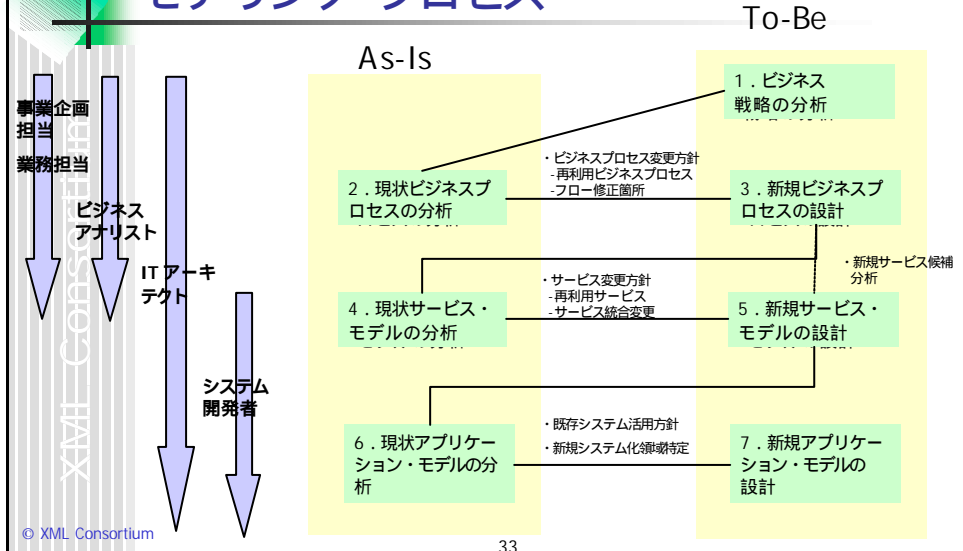 モデリング・プロセス
To-Be
As-Is
事業企画
担当
業務担当
ビジネス
アナリスト
ITアーキ
テクト
システム
開発者
1．ビジネス
戦略の分析
・ビジネスプロセス変更方針
-再利用ビジネスプロセス
-フロー修正箇所
2．現状ビジネスプ
ロセスの分析
3．新規ビジネスプ
ロセスの設計
・新規サービス候補
分析
・サービス変更方針
-再利用サービス
-サービス統合変更
4．現状サービス・
モデルの分析
5．新規サービス・
モデルの設計
・既存システム活用方針
・新規システム化領域特定
6．現状アプリケー
ション・モデルの分
析
7．新規アプリケー
ション・モデルの
設計
XML Consortium
© XML Consortium
33